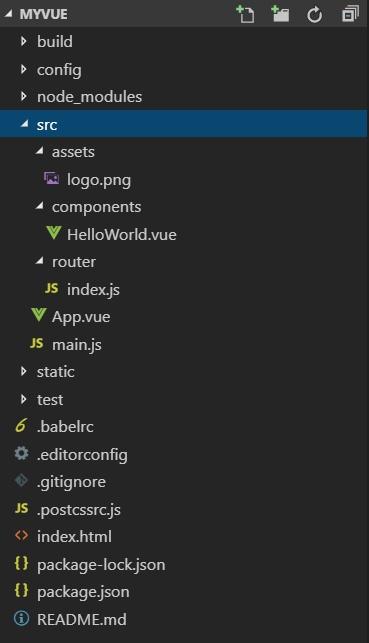 MYVUE
build
config
node_modules
src
assets
logo.png
components
HelloWorld.vue
router
JS index.js
App.vue
JS main.js
static
test
.babelrc
.editorconfig
.gitignore
JS .postcssrc.js
<> index.html
{} package-lock.json
{} package.json
README.md